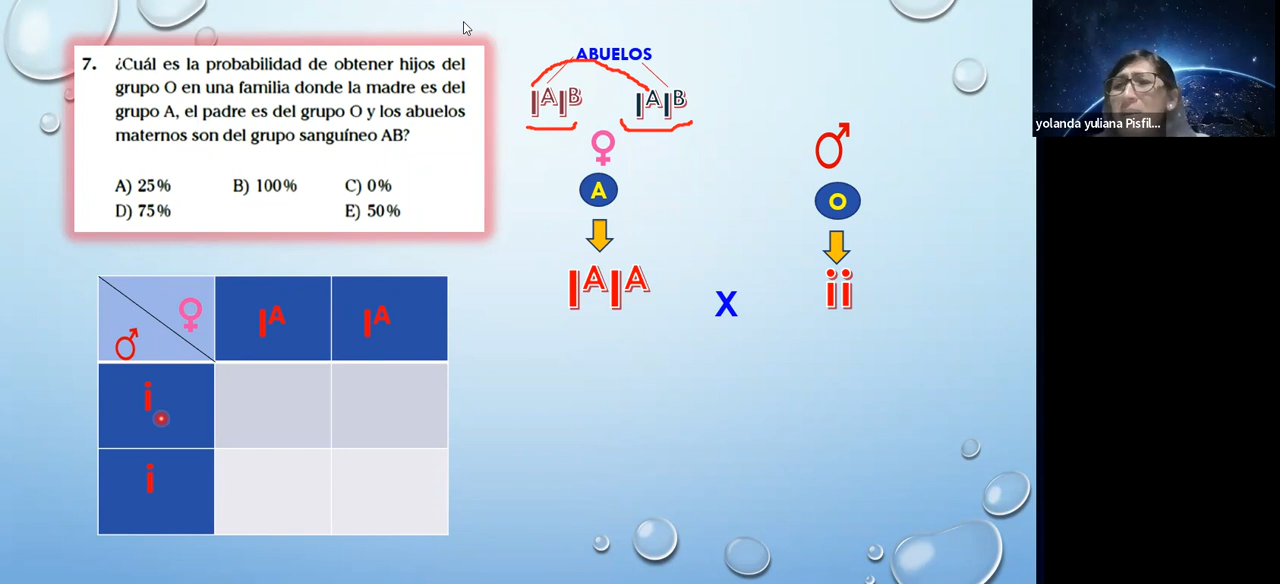 7. ¿Cuál es la probabilidad de obtener hijos del
grupo O en una familia donde la madre es del
grupo A, el padre es del grupo O y los abuelos
maternos son del grupo sanguíneo AB?
A) 25% B) 100% C) 0%
D) 75% E) 50%
ABUELOS
IAIB IAIB
♀ ♂
A O
IAIA X ii
♀ IA IA
♂
i
i
yolanda yuliana Pisfil...